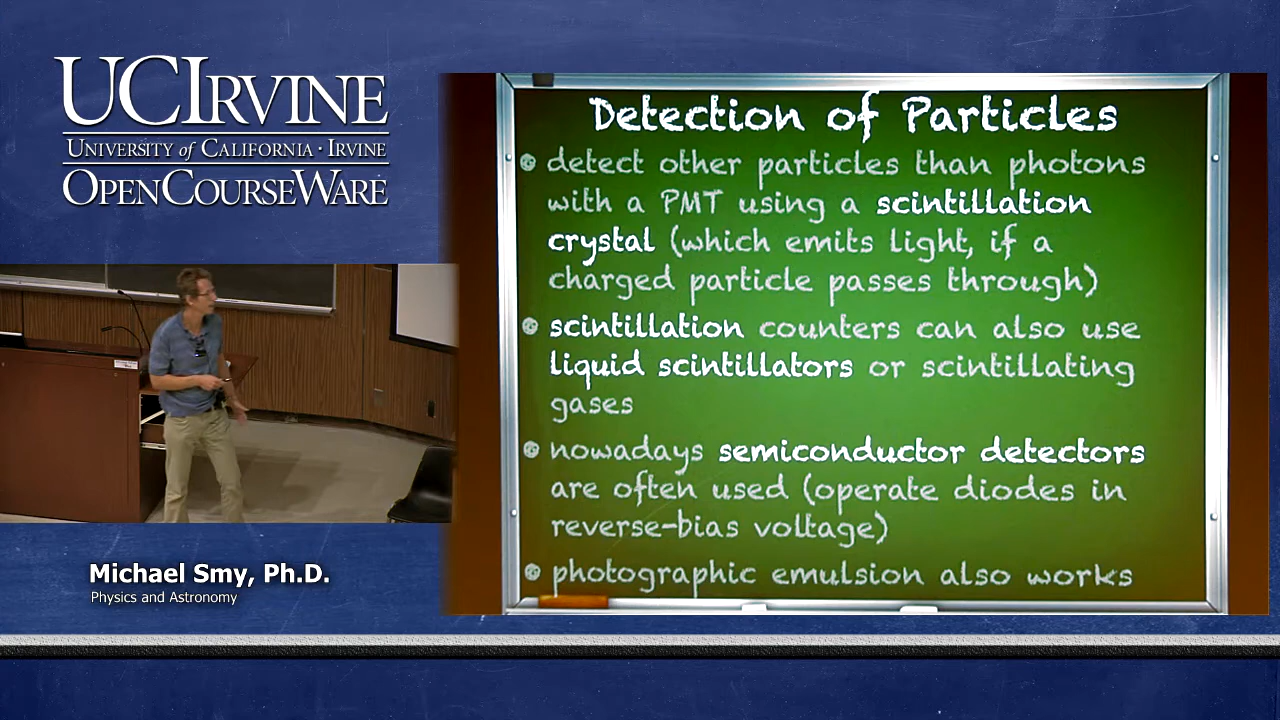 UCIRVINE
UNIVERSITY of CALIFORNIA · IRVINE
OPENCOURSEWARE
Detection of Particles
detect other particles than photons
with a PMT using a scintillation
crystal (which emits light, if a
charged particle passes through)
scintillation counters can also use
liquid scintillators or scintillating
gases
nowadays semiconductor detectors
are often used (operate diodes in
reverse-bias voltage)
photographic emulsion also works
Michael Smy, Ph.D.
Physics and Astronomy